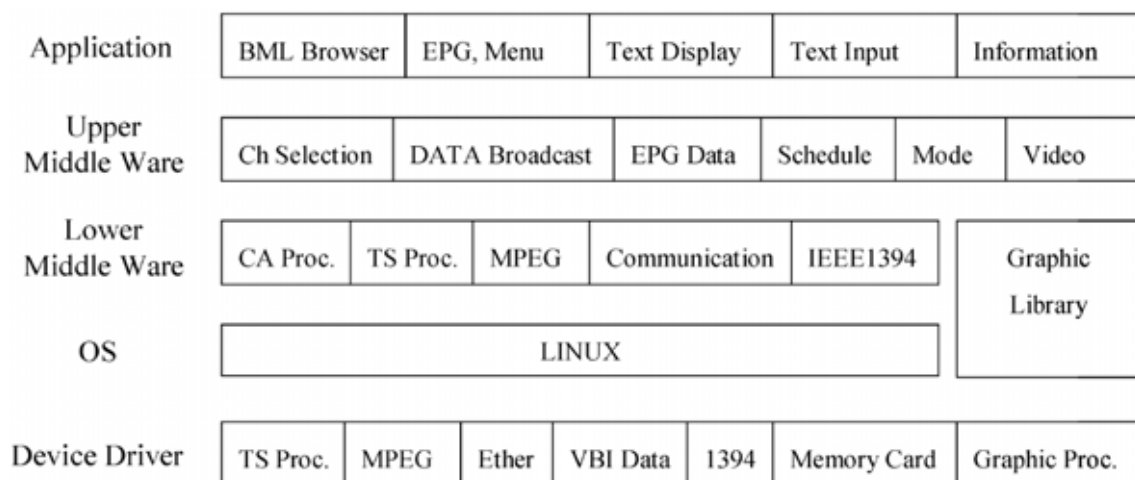 Application
BML Browser EPG, Menu Text Display Text Input Information
Upper
Middle Ware
Ch Selection DATA Broadcast EPG Data Schedule Mode Video
Lower
Middle Ware
CA Proc. TS Proc. MPEG Communication IEEE1394
Graphic
Library
OS
LINUX
Device Driver
TS Proc. MPEG Ether VBI Data 1394 Memory Card Graphic Proc.